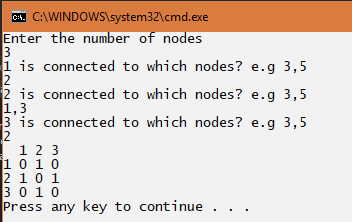 C:\WINDOWS\system32\cmd.exe
Enter the number of nodes
3
1 is connected to which nodes? e.g 3,5
2
2 is connected to which nodes? e.g 3,5
1,3
3 is connected to which nodes? e.g 3,5
2
  1 2 3
1 0 1 0
2 1 0 1
3 0 1 0
Press any key to continue . . .